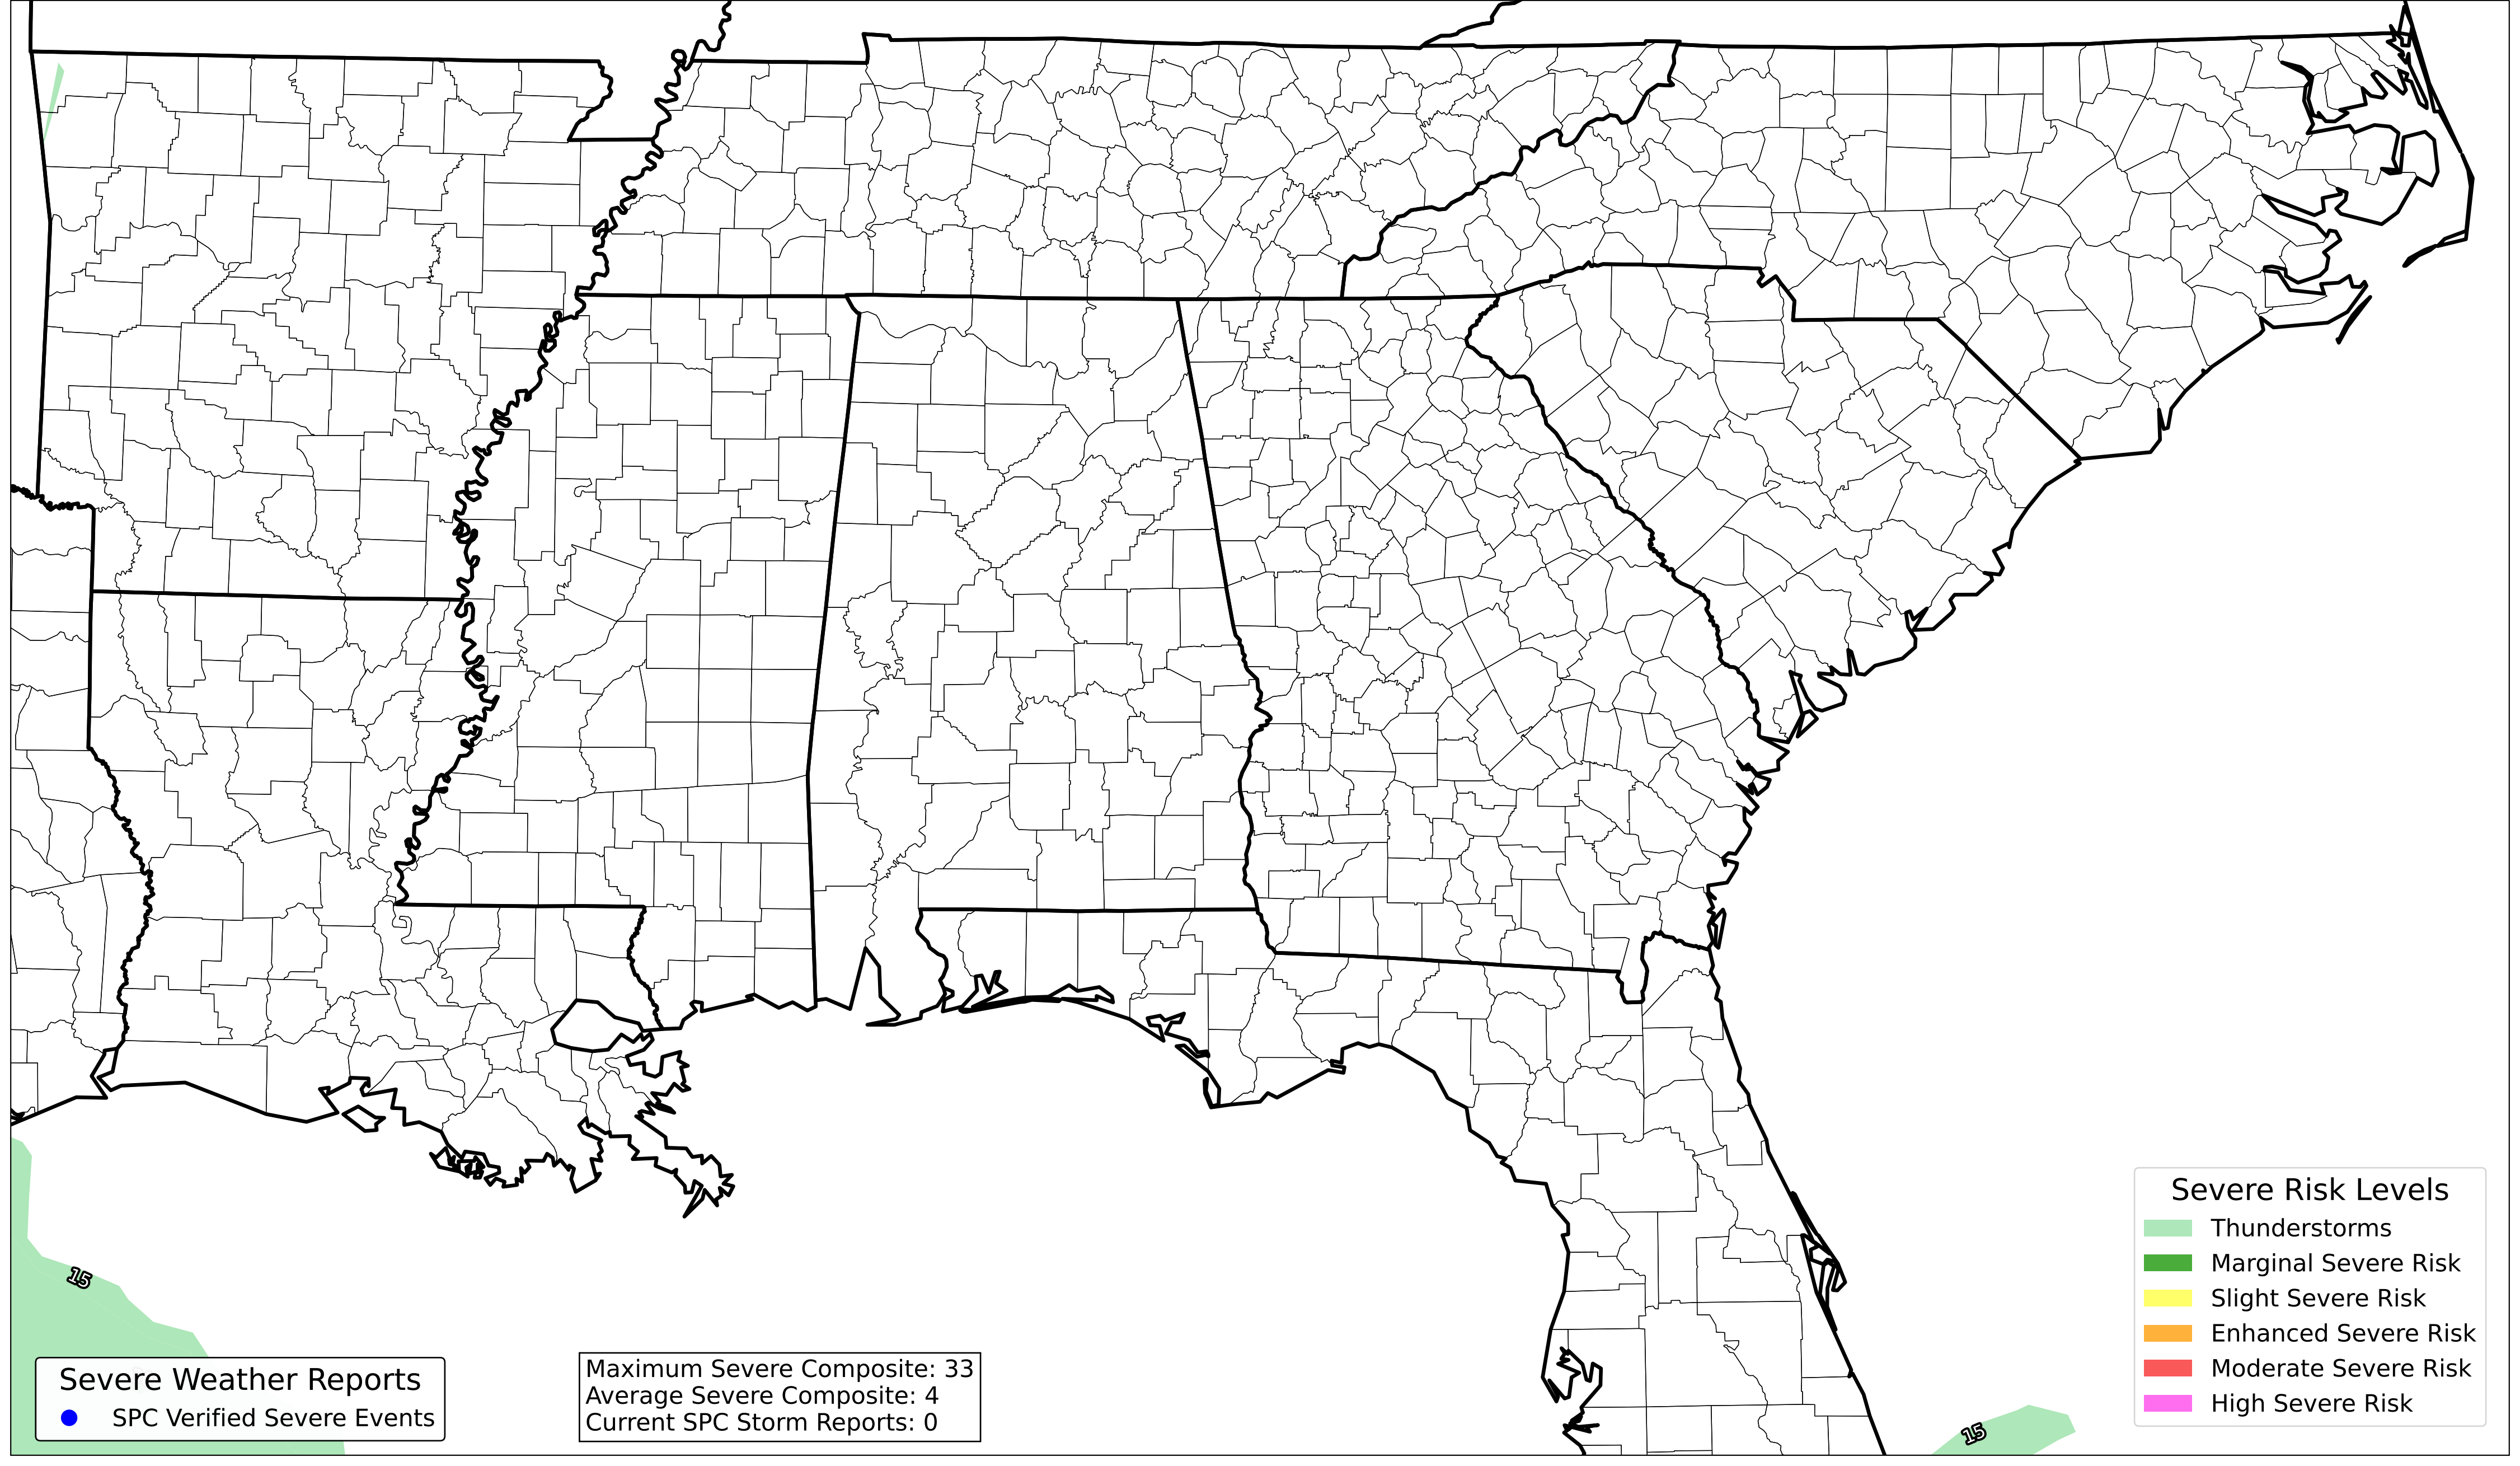 15
Severe Weather Reports
SPC Verified Severe Events
Maximum Severe Composite: 33
Average Severe Composite: 4
Current SPC Storm Reports: 0
15
Severe Risk Levels
Thunderstorms
Marginal Severe Risk
Slight Severe Risk
Enhanced Severe Risk
Moderate Severe Risk
High Severe Risk